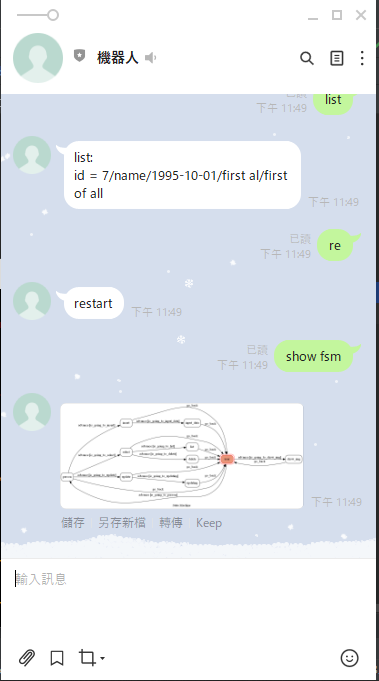 機器人
已讀
下午 11:49
list
list:
id = 7/name/1995-10-01/first al/first
of all
下午 11:49
已讀
下午 11:49
re
restart
下午 11:49
已讀
下午 11:49
show fsm
下午 11:49
儲存
另存新檔
轉傳
Keep
輸入訊息